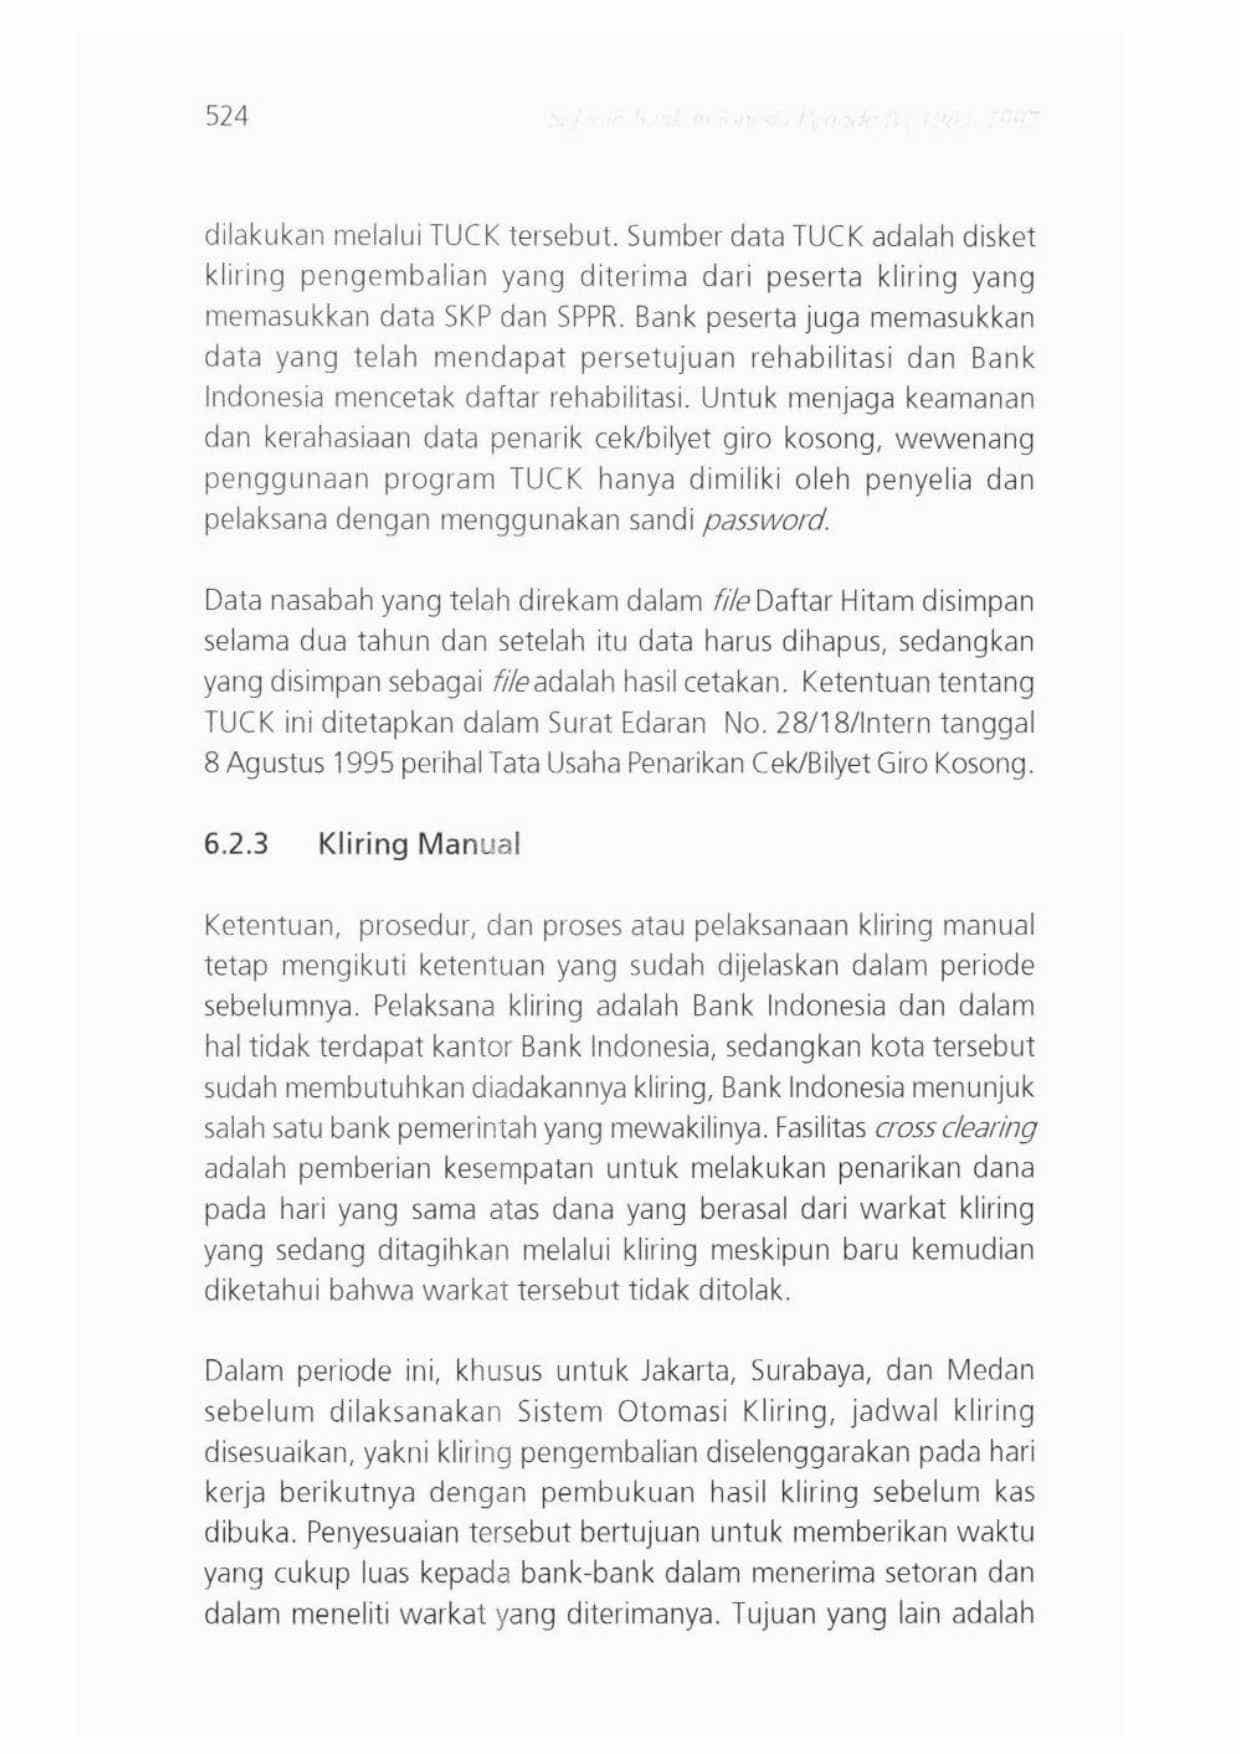 524
dilakukan melalui TUCK tersebut. Sumber data TUCK adalah disket
kliring pengembalian yang diterima dari peserta kliring yang
memasukkan data SKP dan SPPR. Bank peserta juga memasukkan
data yang telah mendapat persetujuan rehabilitasi dan Bank
Indonesia mencetak daftar rehabilitasi. Untuk menjaga keamanan
dan kerahasiaan data penarik cek/bilyet giro kosong, wewenang
penggunaan program TUCK hanya dimiliki oleh penyelia dan
pelaksana dengan menggunakan sandi password.
Data nasabah yang telah direkam dalam file Daftar Hitam disimpan
selama dua tahun dan setelah itu data harus dihapus, sedangkan
yang disimpan sebagai file adalah hasil cetakan. Ketentuan tentang
TUCK ini ditetapkan dalam Surat Edaran No. 28/18/Intern tanggal
8 Agustus 1995 perihal Tata Usaha Penarikan Cek/Bilyet Giro Kosong.
6.2.3 Kliring Manual
Ketentuan, prosedur, dan proses atau pelaksanaan kliring manual
tetap mengikuti ketentuan yang sudah dijelaskan dalam periode
sebelumnya. Pelaksana kliring adalah Bank Indonesia dan dalam
hal tidak terdapat kantor Bank Indonesia, sedangkan kota tersebut
sudah membutuhkan diadakannya kliring, Bank Indonesia menunjuk
salah satu bank pemerintah yang mewakilinya. Fasilitas cross clearing
adalah pemberian kesempatan untuk melakukan penarikan dana
pada hari yang sama atas dana yang berasal dari warkat kliring
yang sedang ditagihkan melalui kliring meskipun baru kemudian
diketahui bahwa warkat tersebut tidak ditolak.
Dalam periode ini, khusus untuk Jakarta, Surabaya, dan Medan
sebelum dilaksanakan Sistem Otomasi Kliring, jadwal kliring
disesuaikan, yakni kliring pengembalian diselenggarakan pada hari
kerja berikutnya dengan pembukuan hasil kliring sebelum kas
dibuka. Penyesuaian tersebut bertujuan untuk memberikan waktu
yang cukup luas kepada bank-bank dalam menerima setoran dan
dalam meneliti warkat yang diterimanya. Tujuan yang lain adalah